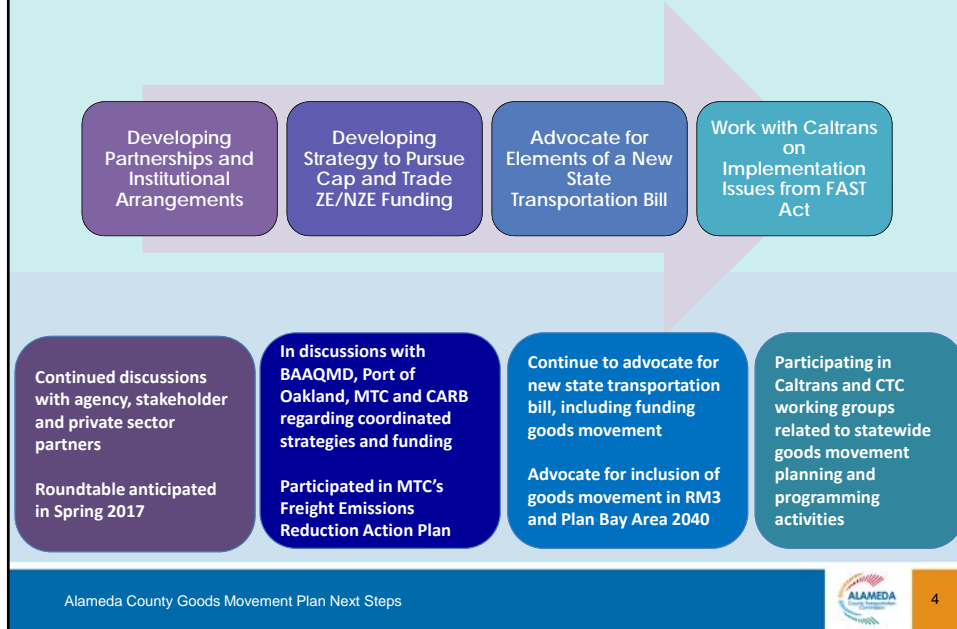 Developing
Partnerships and
Institutional
Arrangements
Developing
Strategy to Pursue
Cap and Trade
ZE/NZE Funding
Advocate for
Elements of a New
State
Transportation Bill
Work with Caltrans
on
Implementation
Issues from FAST
Act
Continued discussions
with agency, stakeholder
and private sector
partners
Roundtable anticipated
in Spring 2017
In discussions with
BAAQMD, Port of
Oakland, MTC and CARB
regarding coordinated
strategies and funding
Participated in MTC’s
Freight Emissions
Reduction Action Plan
Continue to advocate for
new state transportation
bill, including funding
goods movement
Advocate for inclusion of
goods movement in RM3
and Plan Bay Area 2040
Participating in
Caltrans and CTC
working groups
related to statewide
goods movement
planning and
programming
activities
Alameda County Goods Movement Plan Next Steps
ALAMEDA
County Transportation
Commission
4